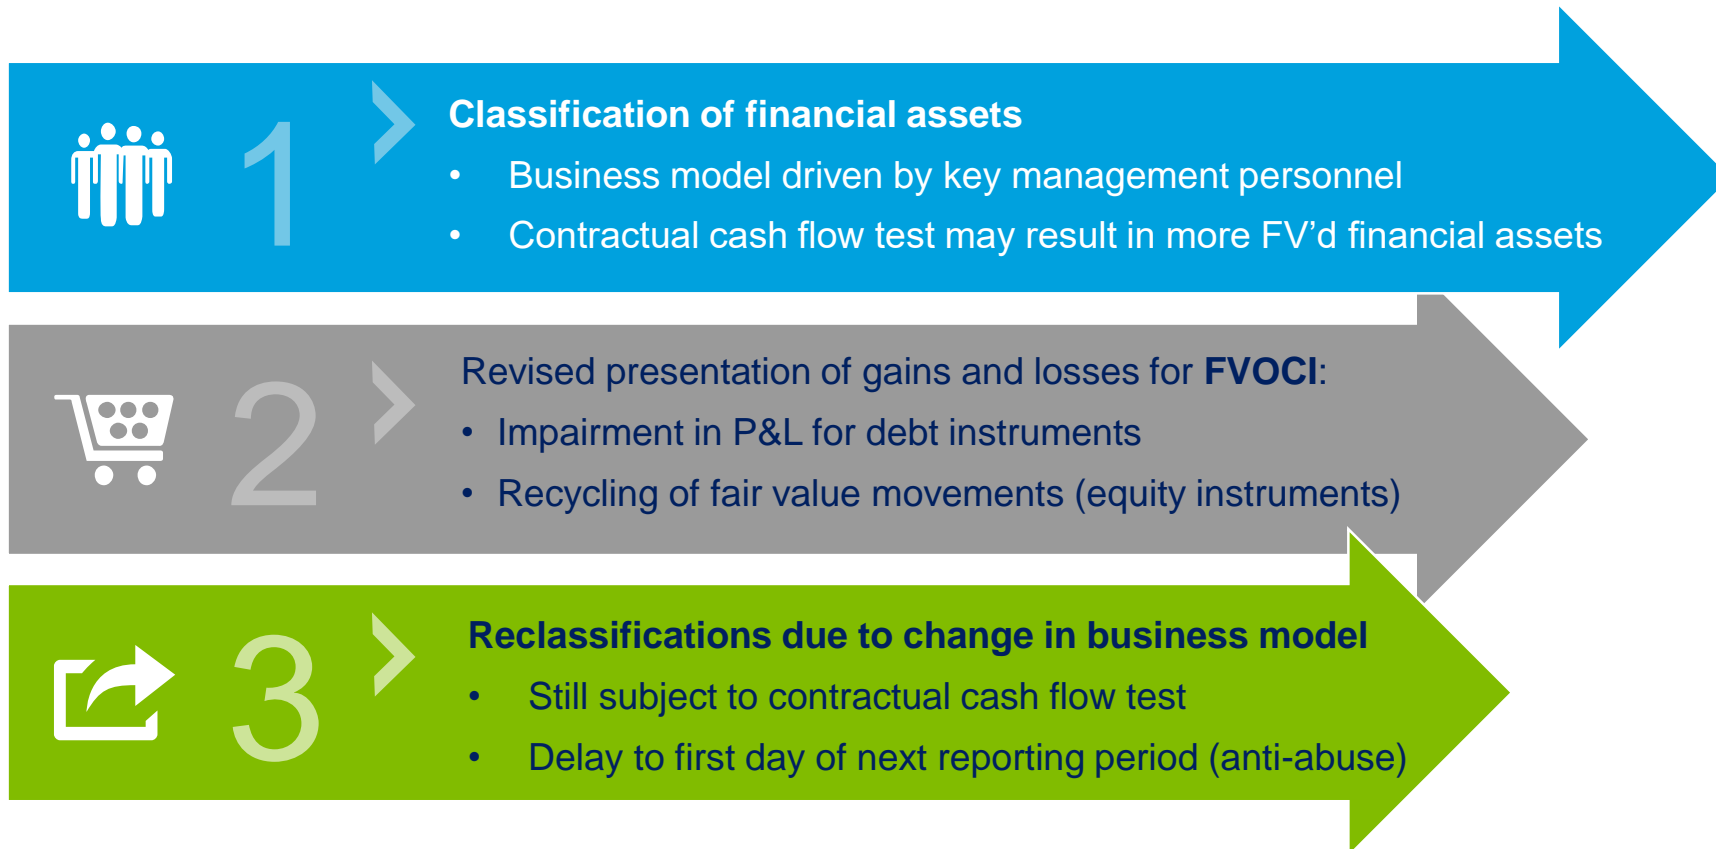 1
Classification of financial assets
• Business model driven by key management personnel
• Contractual cash flow test may result in more FV’d financial assets
2
Revised presentation of gains and losses for FVOCI:
• Impairment in P&L for debt instruments
• Recycling of fair value movements (equity instruments)
3
Reclassifications due to change in business model
• Still subject to contractual cash flow test
• Delay to first day of next reporting period (anti-abuse)